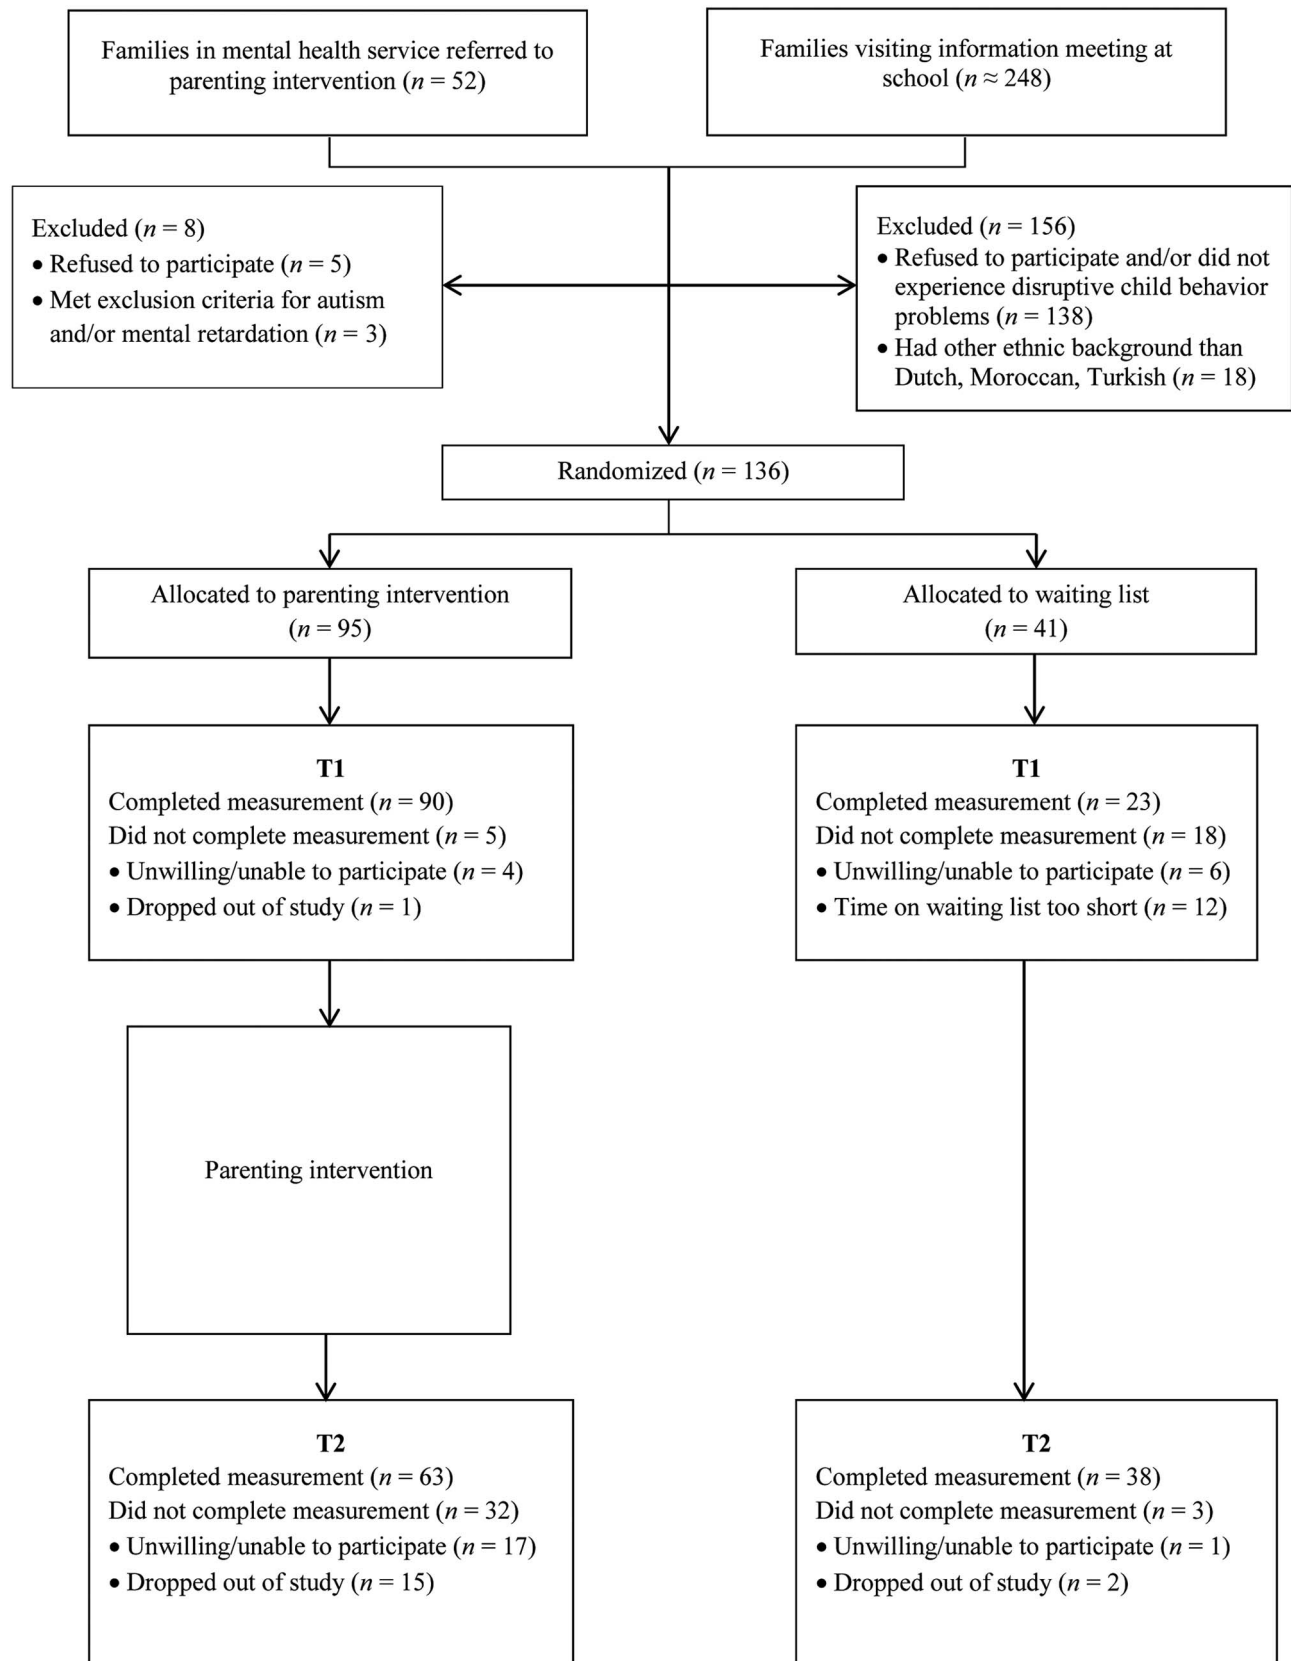 Families in mental health service referred to
parenting intervention (n = 52)
Families visiting information meeting at
school (n ≈ 248)
Excluded (n = 8)
• Refused to participate (n = 5)
• Met exclusion criteria for autism
and/or mental retardation (n = 3)
Excluded (n = 156)
• Refused to participate and/or did not
experience disruptive child behavior
problems (n = 138)
• Had other ethnic background than
Dutch, Moroccan, Turkish (n = 18)
Randomized (n = 136)
Allocated to parenting intervention
(n = 95)
Allocated to waiting list
(n = 41)
T1
Completed measurement (n = 90)
Did not complete measurement (n = 5)
• Unwilling/unable to participate (n = 4)
• Dropped out of study (n = 1)
T1
Completed measurement (n = 23)
Did not complete measurement (n = 18)
• Unwilling/unable to participate (n = 6)
• Time on waiting list too short (n = 12)
Parenting intervention
T2
Completed measurement (n = 63)
Did not complete measurement (n = 32)
• Unwilling/unable to participate (n = 17)
• Dropped out of study (n = 15)
T2
Completed measurement (n = 38)
Did not complete measurement (n = 3)
• Unwilling/unable to participate (n = 1)
• Dropped out of study (n = 2)